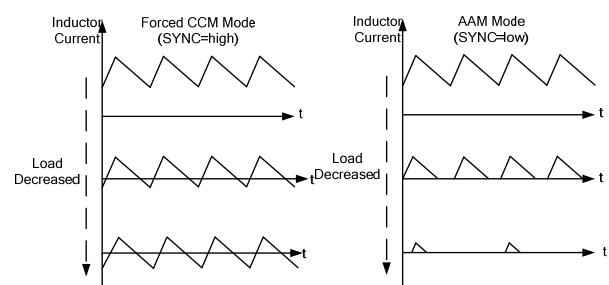 Inductor
Current
Forced CCM Mode
(SYNC=high)
t
Load
Decreased
t
t
Inductor
Current
AAM Mode
(SYNC=low)
t
Load
Decreased
t
t